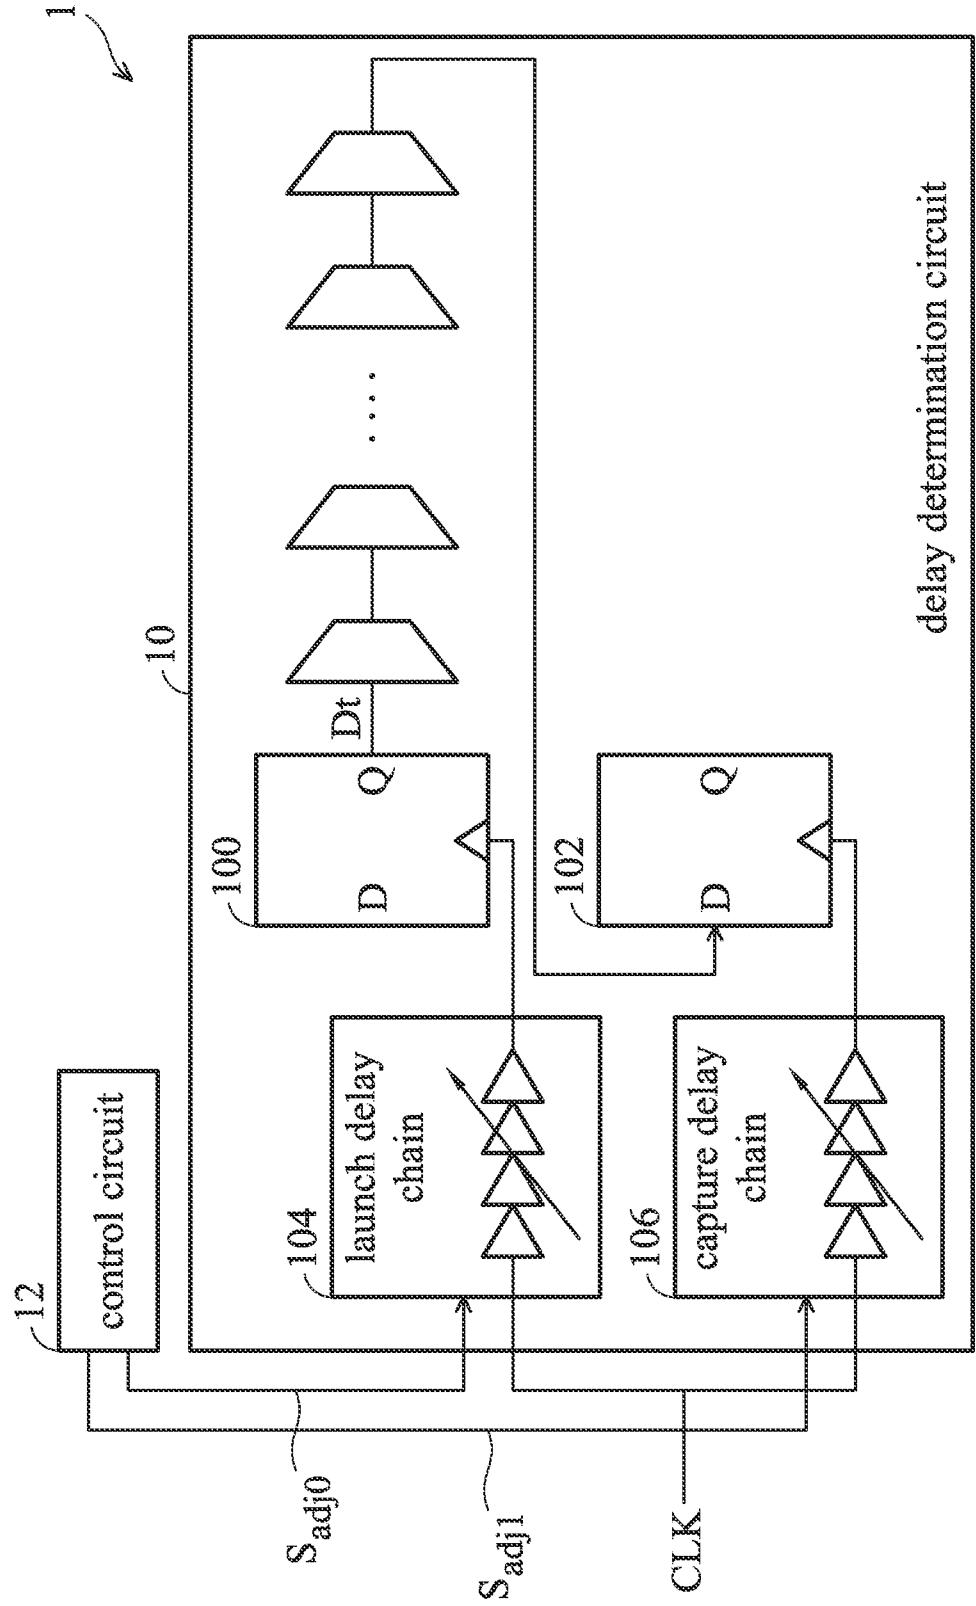 1
12
control circuit
10
S_adj0
S_adj1
CLK
104
launch delay
chain
100
D
Q
Dt
106
capture delay
chain
102
D
Q
delay determination circuit